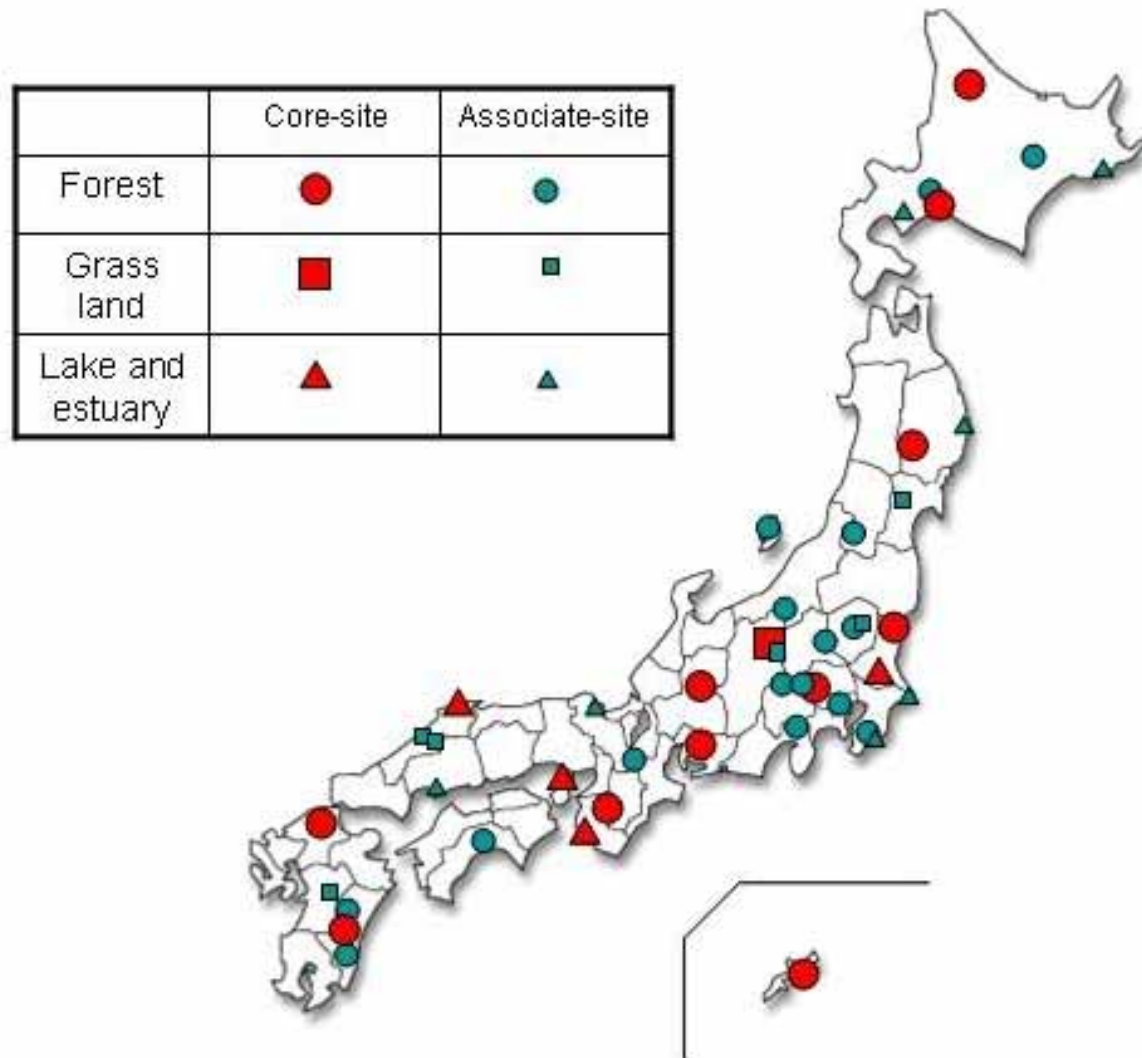 Core-site
Associate-site
Forest
Grass
land
Lake and
estuary